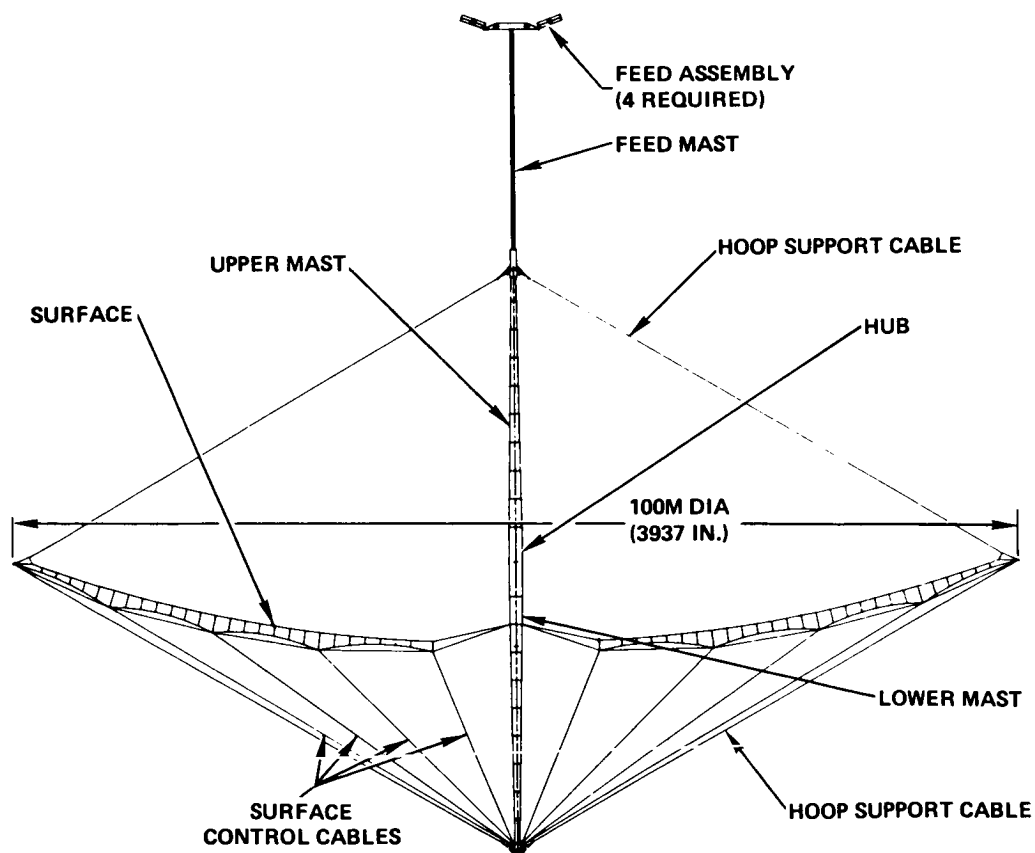 FEED ASSEMBLY
(4 REQUIRED)
FEED MAST
HOOP SUPPORT CABLE
UPPER MAST
SURFACE
HUB
100M DIA
(3937 IN.)
LOWER MAST
SURFACE
CONTROL CABLES
HOOP SUPPORT CABLE